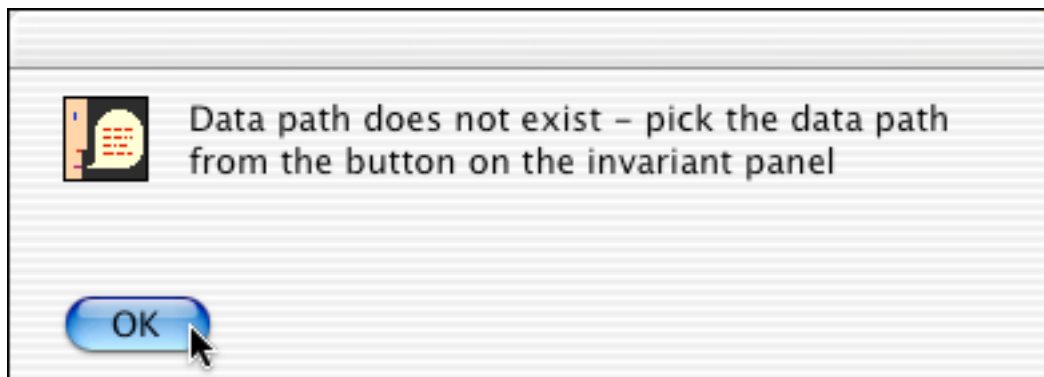 Data path does not exist – pick the data path
from the button on the invariant panel
OK